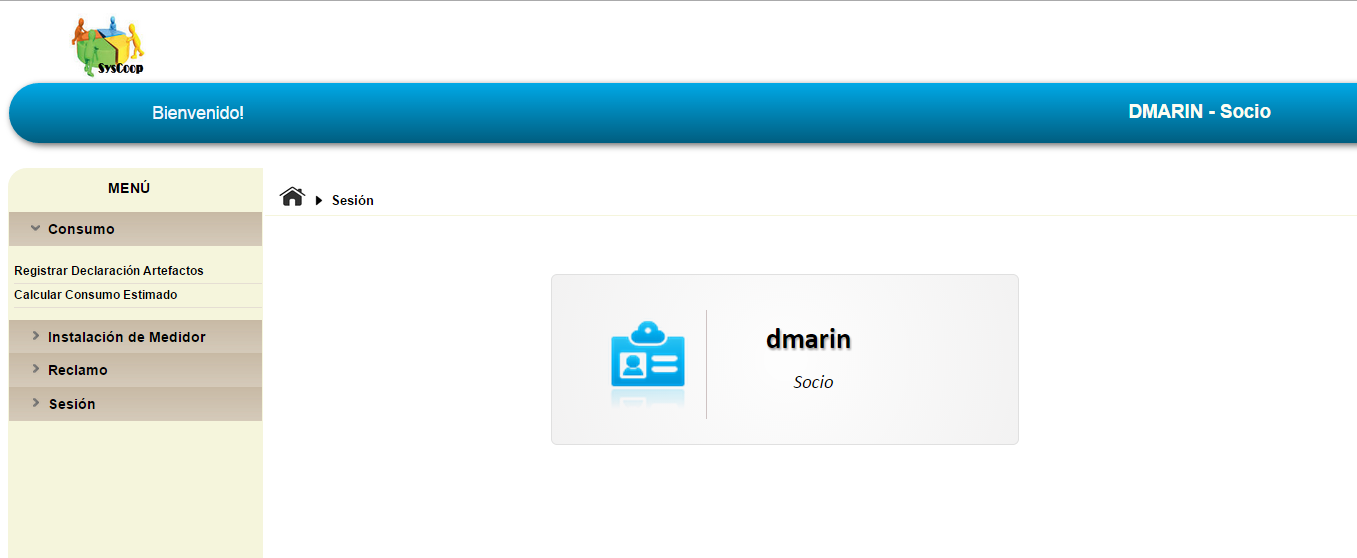 SysCoop
Bienvenido!
DMARIN - Socio
MENÚ
Consumo
Registrar Declaración Artefactos
Calcular Consumo Estimado
Instalación de Medidor
Reclamo
Sesión
Sesión
dmarin
Socio